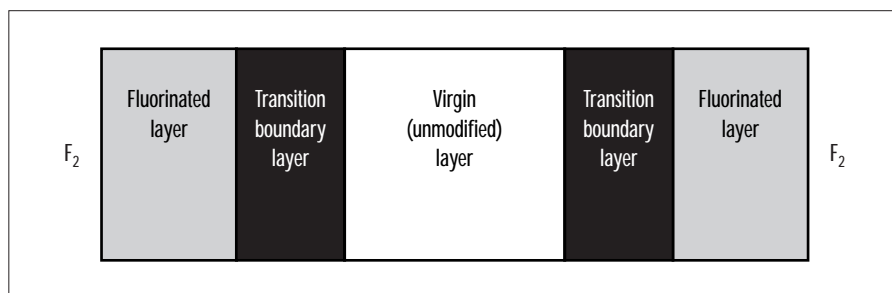 F₂
Fluorinated
layer
Transition
boundary
layer
Virgin
(unmodified)
layer
Transition
boundary
layer
Fluorinated
layer
F₂